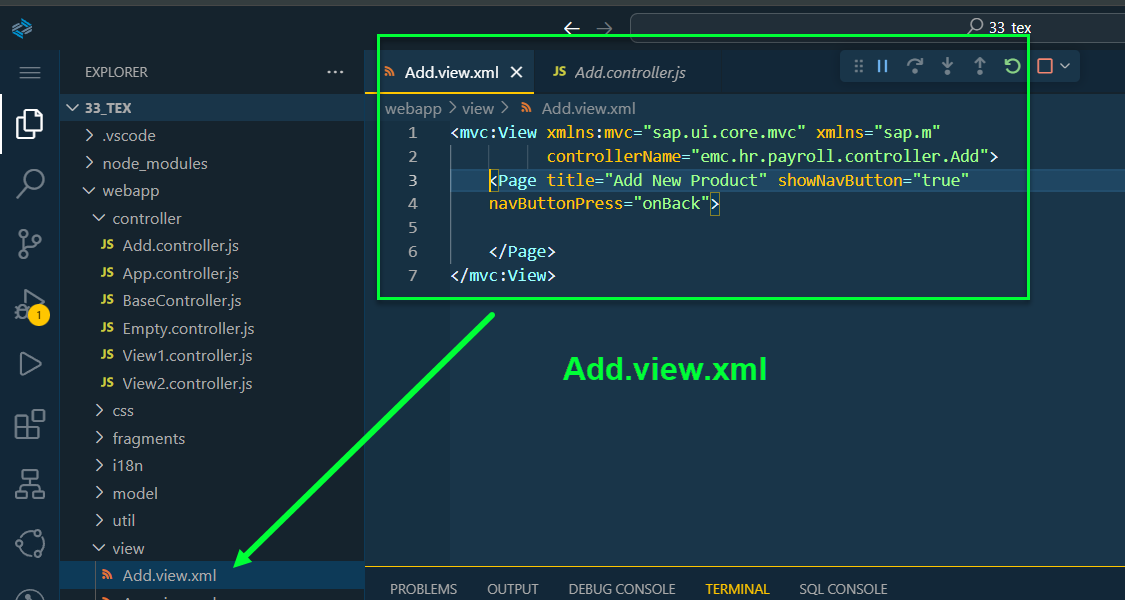 33_tex
EXPLORER
33_TEX
.vscode
node_modules
webapp
controller
JS Add.controller.js
JS App.controller.js
JS BaseController.js
JS Empty.controller.js
JS View1.controller.js
JS View2.controller.js
css
fragments
i18n
model
util
view
Add.view.xml
1
Add.view.xml
JS Add.controller.js
webapp > view > Add.view.xml
1 <mvc:View xmlns:mvc="sap.ui.core.mvc" xmlns="sap.m"
2 controllerName="emc.hr.payroll.controller.Add">
3 <Page title="Add New Product" showNavButton="true"
4 navButtonPress="onBack">
5
6 </Page>
7 </mvc:View>
Add.view.xml
PROBLEMS OUTPUT DEBUG CONSOLE TERMINAL SQL CONSOLE